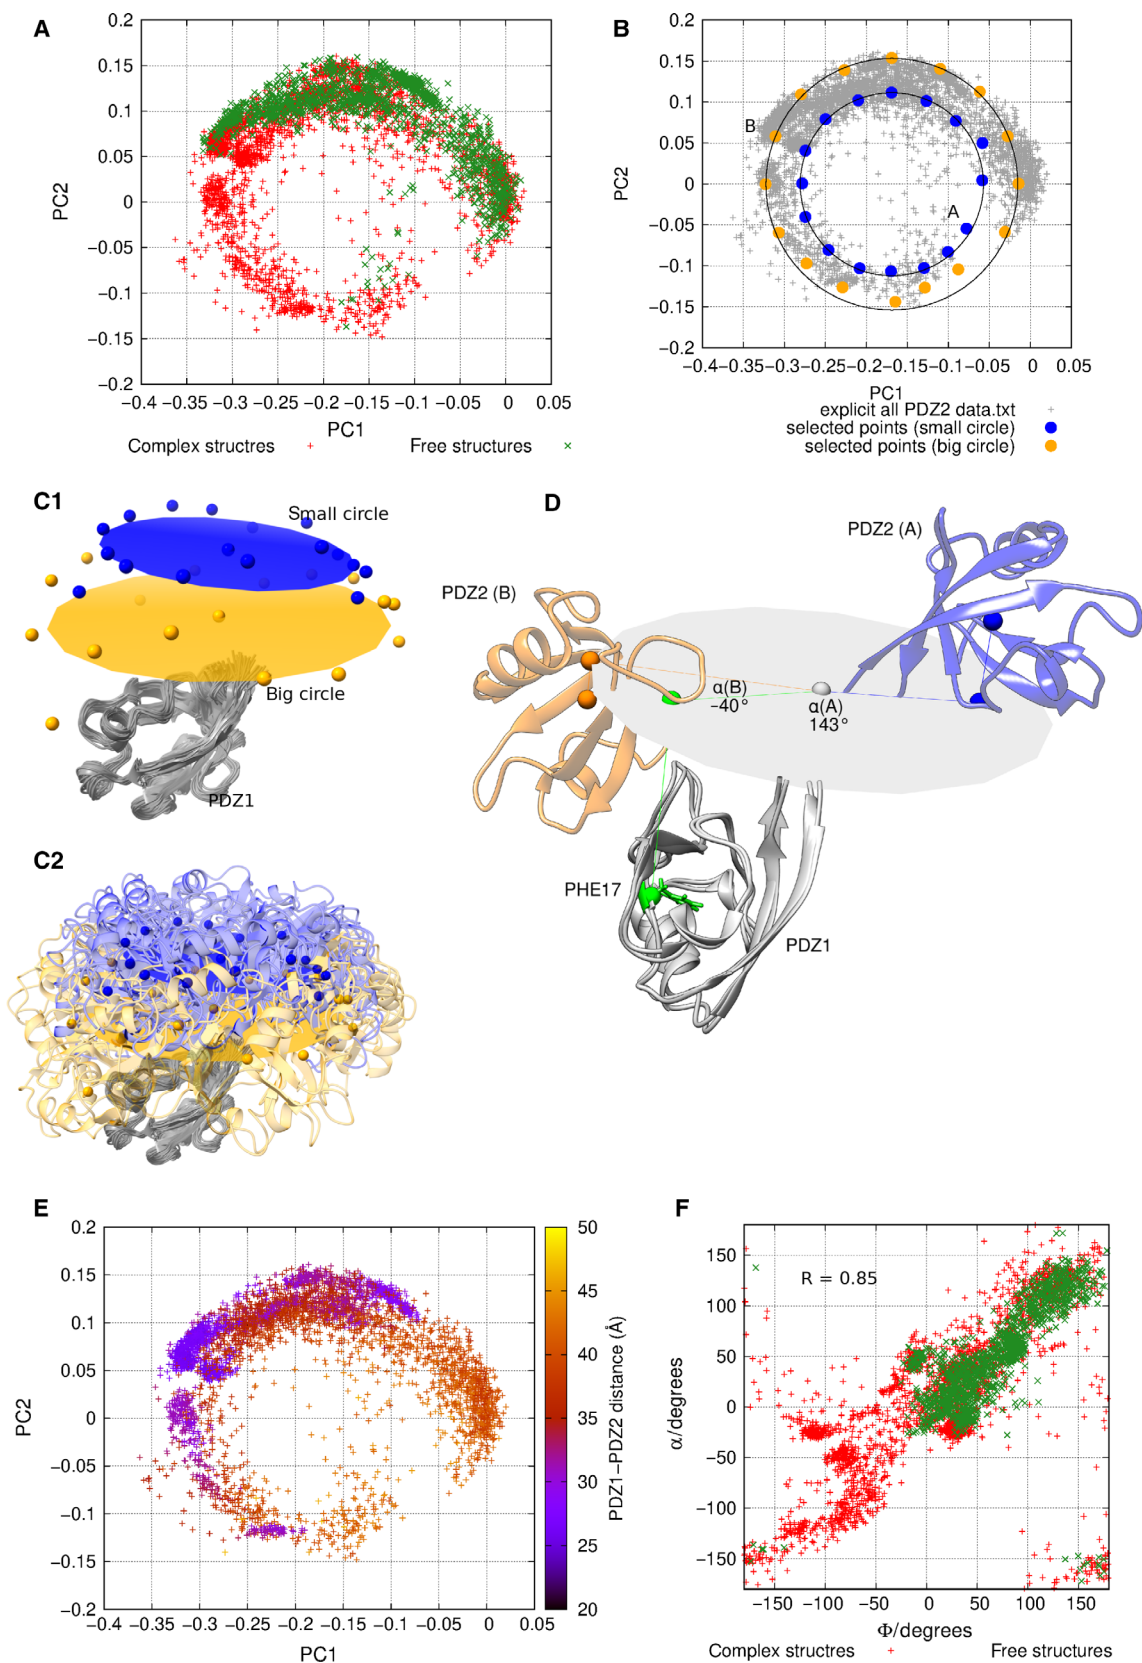 A
0.2
0.15
0.1
0.05
0
−0.05
−0.1
−0.15
−0.2
PC2
−0.4 −0.35 −0.3 −0.25 −0.2 −0.15 −0.1 −0.05 0 0.05
PC1
Complex structres + Free structures ×
B
0.2
0.15
0.1
0.05
0
−0.05
−0.1
−0.15
−0.2
PC2
B
A
−0.4 −0.35 −0.3 −0.25 −0.2 −0.15 −0.1 −0.05 0 0.05
PC1
explicit all PDZ2 data.txt
selected points (small circle)
selected points (big circle)
C1
Small circle
Big circle
PDZ1
D
PDZ2 (A)
PDZ2 (B)
α(B)
−40°
α(A)
143°
PHE17
PDZ1
C2
E
0.2
0.15
0.1
0.05
0
−0.05
−0.1
−0.15
−0.2
PC2
−0.4 −0.35 −0.3 −0.25 −0.2 −0.15 −0.1 −0.05 0 0.05
PC1
50
45
40
35
30
25
20
PDZ1−PDZ2 distance (Å)
F
150
100
50
0
−50
−100
−150
α/degrees
R = 0.85
−150 −100 −50 0 50 100 150
Φ/degrees
Complex structres + Free structures